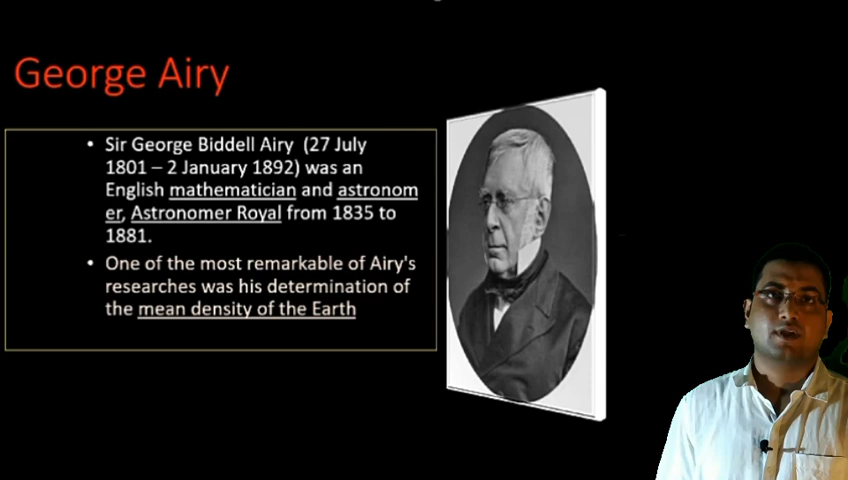 George Airy
• Sir George Biddell Airy (27 July
1801 – 2 January 1892) was an
English mathematician and astronom
er, Astronomer Royal from 1835 to
1881.
• One of the most remarkable of Airy's
researches was his determination of
the mean density of the Earth